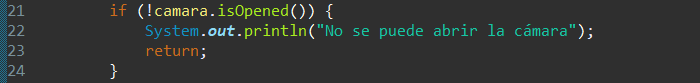 21 if (!camara.isOpened()) {
22 System.out.println("No se puede abrir la cámara");
23 return;
24 }